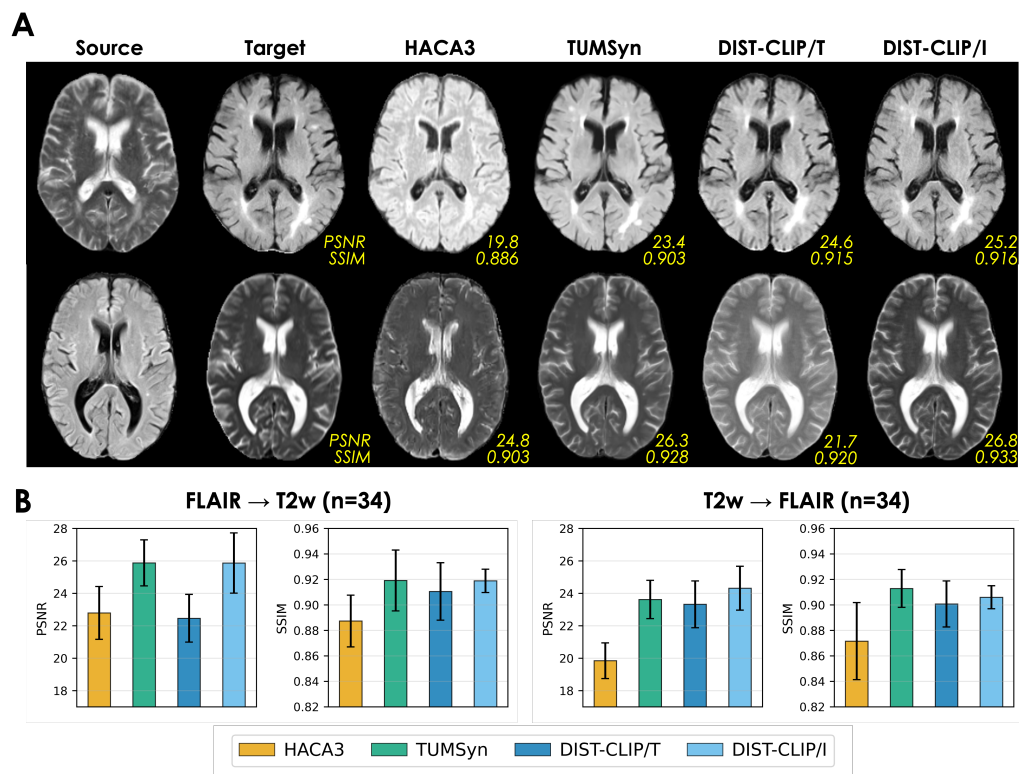 A
Source Target HACA3 TUMSyn DIST-CLIP/T DIST-CLIP/I
PSNR 19.8 23.4 24.6 25.2
SSIM 0.886 0.903 0.915 0.916
PSNR 24.8 26.3 21.7 26.8
SSIM 0.903 0.928 0.920 0.933
B
FLAIR → T2w (n=34)
PSNR
28
26
24
22
20
18
SSIM
0.96
0.94
0.92
0.90
0.88
0.86
0.84
0.82
T2w → FLAIR (n=34)
PSNR
28
26
24
22
20
18
SSIM
0.96
0.94
0.92
0.90
0.88
0.86
0.84
0.82
HACA3 TUMSyn DIST-CLIP/T DIST-CLIP/I